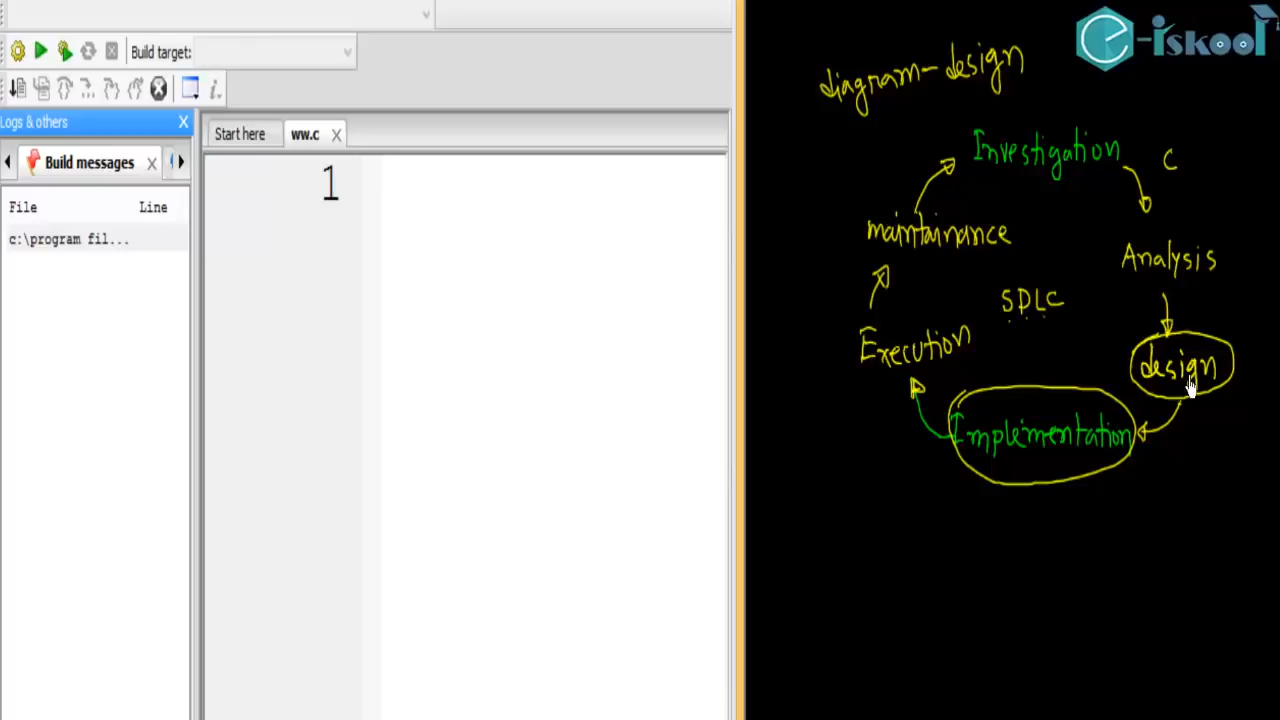 Build target:
Logs & others
Build messages
File Line
c:\program fil...
Start here
ww.c
1
e-iskool
diagram-design
Investigation
C
maintainance
Analysis
SDLC
Execution
design
Implementation